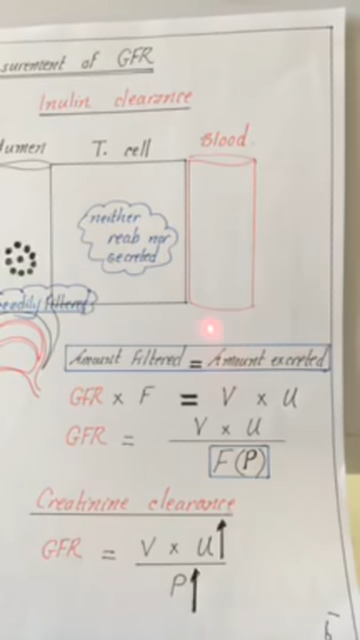 surement of GFR
Inulin clearance
lumen T. cell Blood
neither
reab nor
secreted
eedily filtered
Amount filtered = Amount excreted
GFR × F = V × U
GFR = V × U
F(P)
Creatinine clearance
GFR = V × U↑
P↑